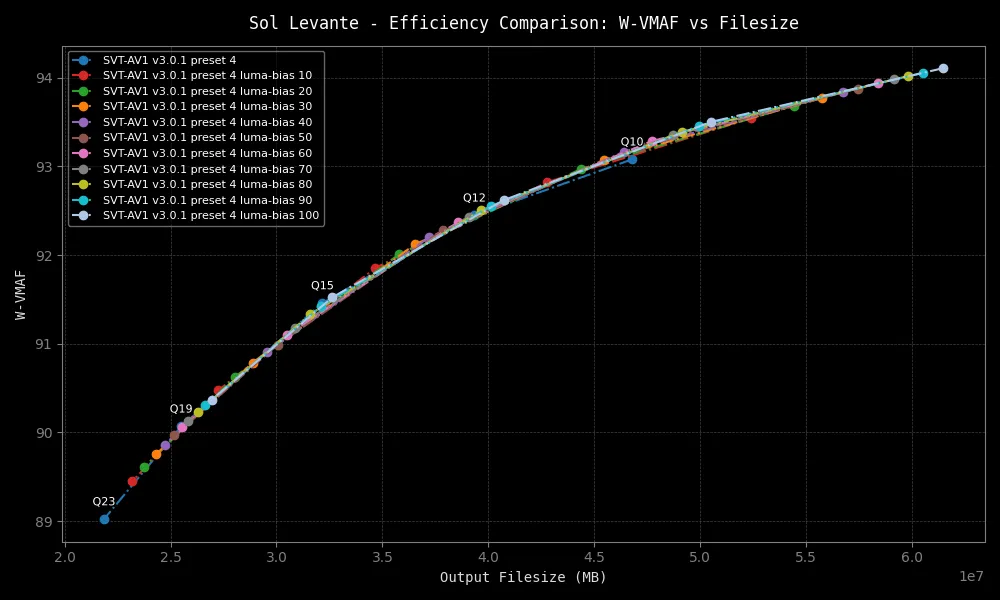 Sol Levante - Efficiency Comparison: W-VMAF vs Filesize
SVT-AV1 v3.0.1 preset 4
SVT-AV1 v3.0.1 preset 4 luma-bias 10
SVT-AV1 v3.0.1 preset 4 luma-bias 20
SVT-AV1 v3.0.1 preset 4 luma-bias 30
SVT-AV1 v3.0.1 preset 4 luma-bias 40
SVT-AV1 v3.0.1 preset 4 luma-bias 50
SVT-AV1 v3.0.1 preset 4 luma-bias 60
SVT-AV1 v3.0.1 preset 4 luma-bias 70
SVT-AV1 v3.0.1 preset 4 luma-bias 80
SVT-AV1 v3.0.1 preset 4 luma-bias 90
SVT-AV1 v3.0.1 preset 4 luma-bias 100
94
93
92
91
90
89
W-VMAF
Q10
Q12
Q15
Q19
Q23
2.0 2.5 3.0 3.5 4.0 4.5 5.0 5.5 6.0
1e7
Output Filesize (MB)